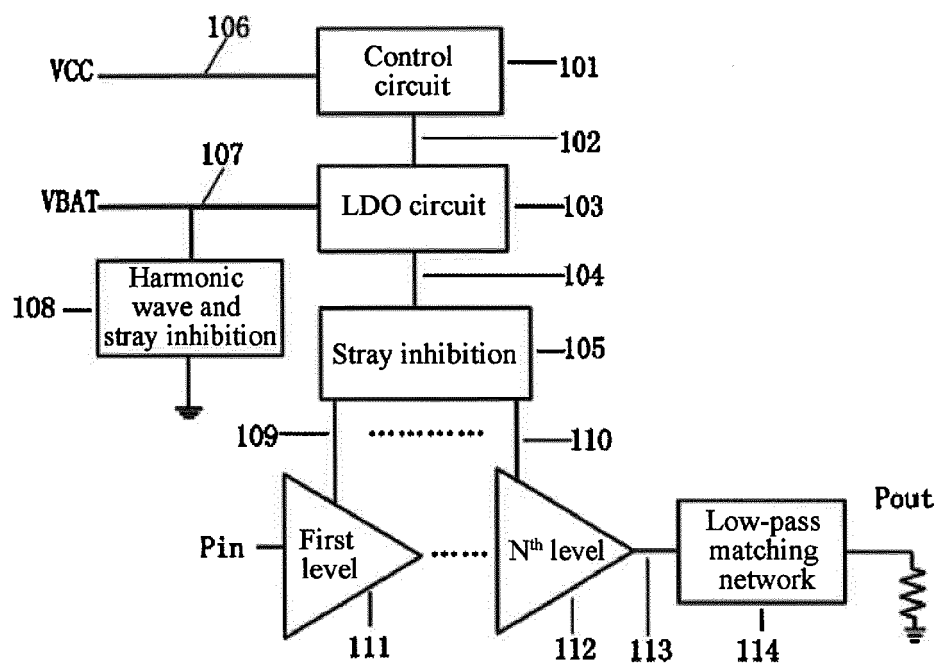 106
VCC
Control
circuit
101
102
107
VBAT
LDO circuit
103
104
108
Harmonic
wave and
stray inhibition
Stray inhibition
105
109
............
110
Pin
First
level
......
Nth level
Low-pass
matching
network
Pout
111
112
113
114